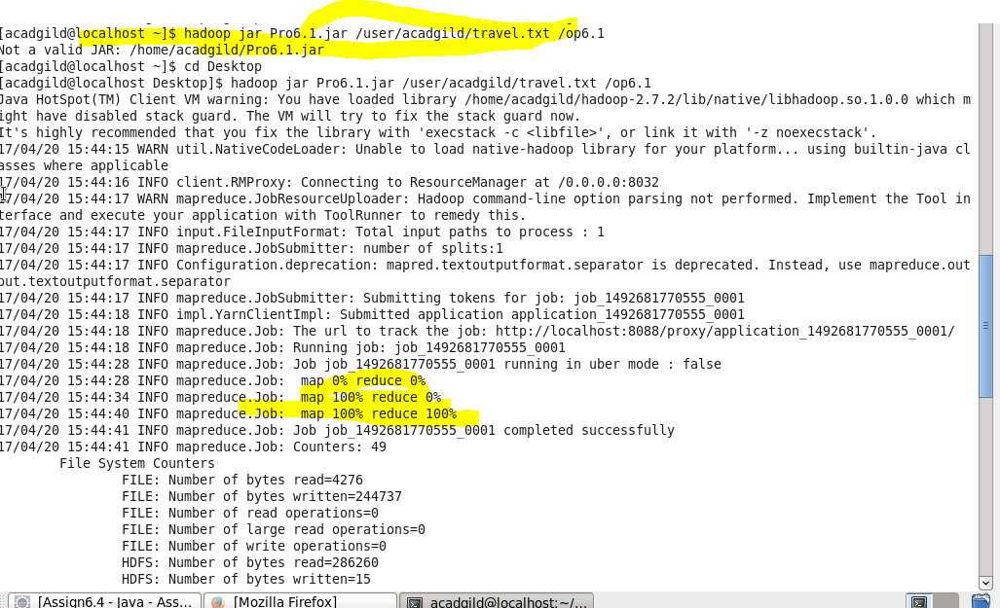 [acadgild@localhost ~]$ hadoop jar Pro6.1.jar /user/acadgild/travel.txt /op6.1
Not a valid JAR: /home/acadgild/Pro6.1.jar
[acadgild@localhost ~]$ cd Desktop
[acadgild@localhost Desktop]$ hadoop jar Pro6.1.jar /user/acadgild/travel.txt /op6.1
Java HotSpot(TM) Client VM warning: You have loaded library /home/acadgild/hadoop-2.7.2/lib/native/libhadoop.so.1.0.0 which m
ight have disabled stack guard. The VM will try to fix the stack guard now.
It's highly recommended that you fix the library with 'execstack -c <libfile>', or link it with '-z noexecstack'.
17/04/20 15:44:15 WARN util.NativeCodeLoader: Unable to load native-hadoop library for your platform... using builtin-java cl
asses where applicable
17/04/20 15:44:16 INFO client.RMProxy: Connecting to ResourceManager at /0.0.0.0:8032
17/04/20 15:44:17 WARN mapreduce.JobResourceUploader: Hadoop command-line option parsing not performed. Implement the Tool in
terface and execute your application with ToolRunner to remedy this.
17/04/20 15:44:17 INFO input.FileInputFormat: Total input paths to process : 1
17/04/20 15:44:17 INFO mapreduce.JobSubmitter: number of splits:1
17/04/20 15:44:17 INFO Configuration.deprecation: mapred.textoutputformat.separator is deprecated. Instead, use mapreduce.out
put.textoutputformat.separator
17/04/20 15:44:17 INFO mapreduce.JobSubmitter: Submitting tokens for job: job_1492681770555_0001
17/04/20 15:44:18 INFO impl.YarnClientImpl: Submitted application application_1492681770555_0001
17/04/20 15:44:18 INFO mapreduce.Job: The url to track the job: http://localhost:8088/proxy/application_1492681770555_0001/
17/04/20 15:44:18 INFO mapreduce.Job: Running job: job_1492681770555_0001
17/04/20 15:44:28 INFO mapreduce.Job: Job job_1492681770555_0001 running in uber mode : false
17/04/20 15:44:28 INFO mapreduce.Job:  map 0% reduce 0%
17/04/20 15:44:34 INFO mapreduce.Job:  map 100% reduce 0%
17/04/20 15:44:40 INFO mapreduce.Job:  map 100% reduce 100%
17/04/20 15:44:41 INFO mapreduce.Job: Job job_1492681770555_0001 completed successfully
17/04/20 15:44:41 INFO mapreduce.Job: Counters: 49
File System Counters
FILE: Number of bytes read=4276
FILE: Number of bytes written=244737
FILE: Number of read operations=0
FILE: Number of large read operations=0
FILE: Number of write operations=0
HDFS: Number of bytes read=286260
HDFS: Number of bytes written=15
[Assign6.4 - Java - Ass... [Mozilla Firefox] acadgild@localhost:~/...